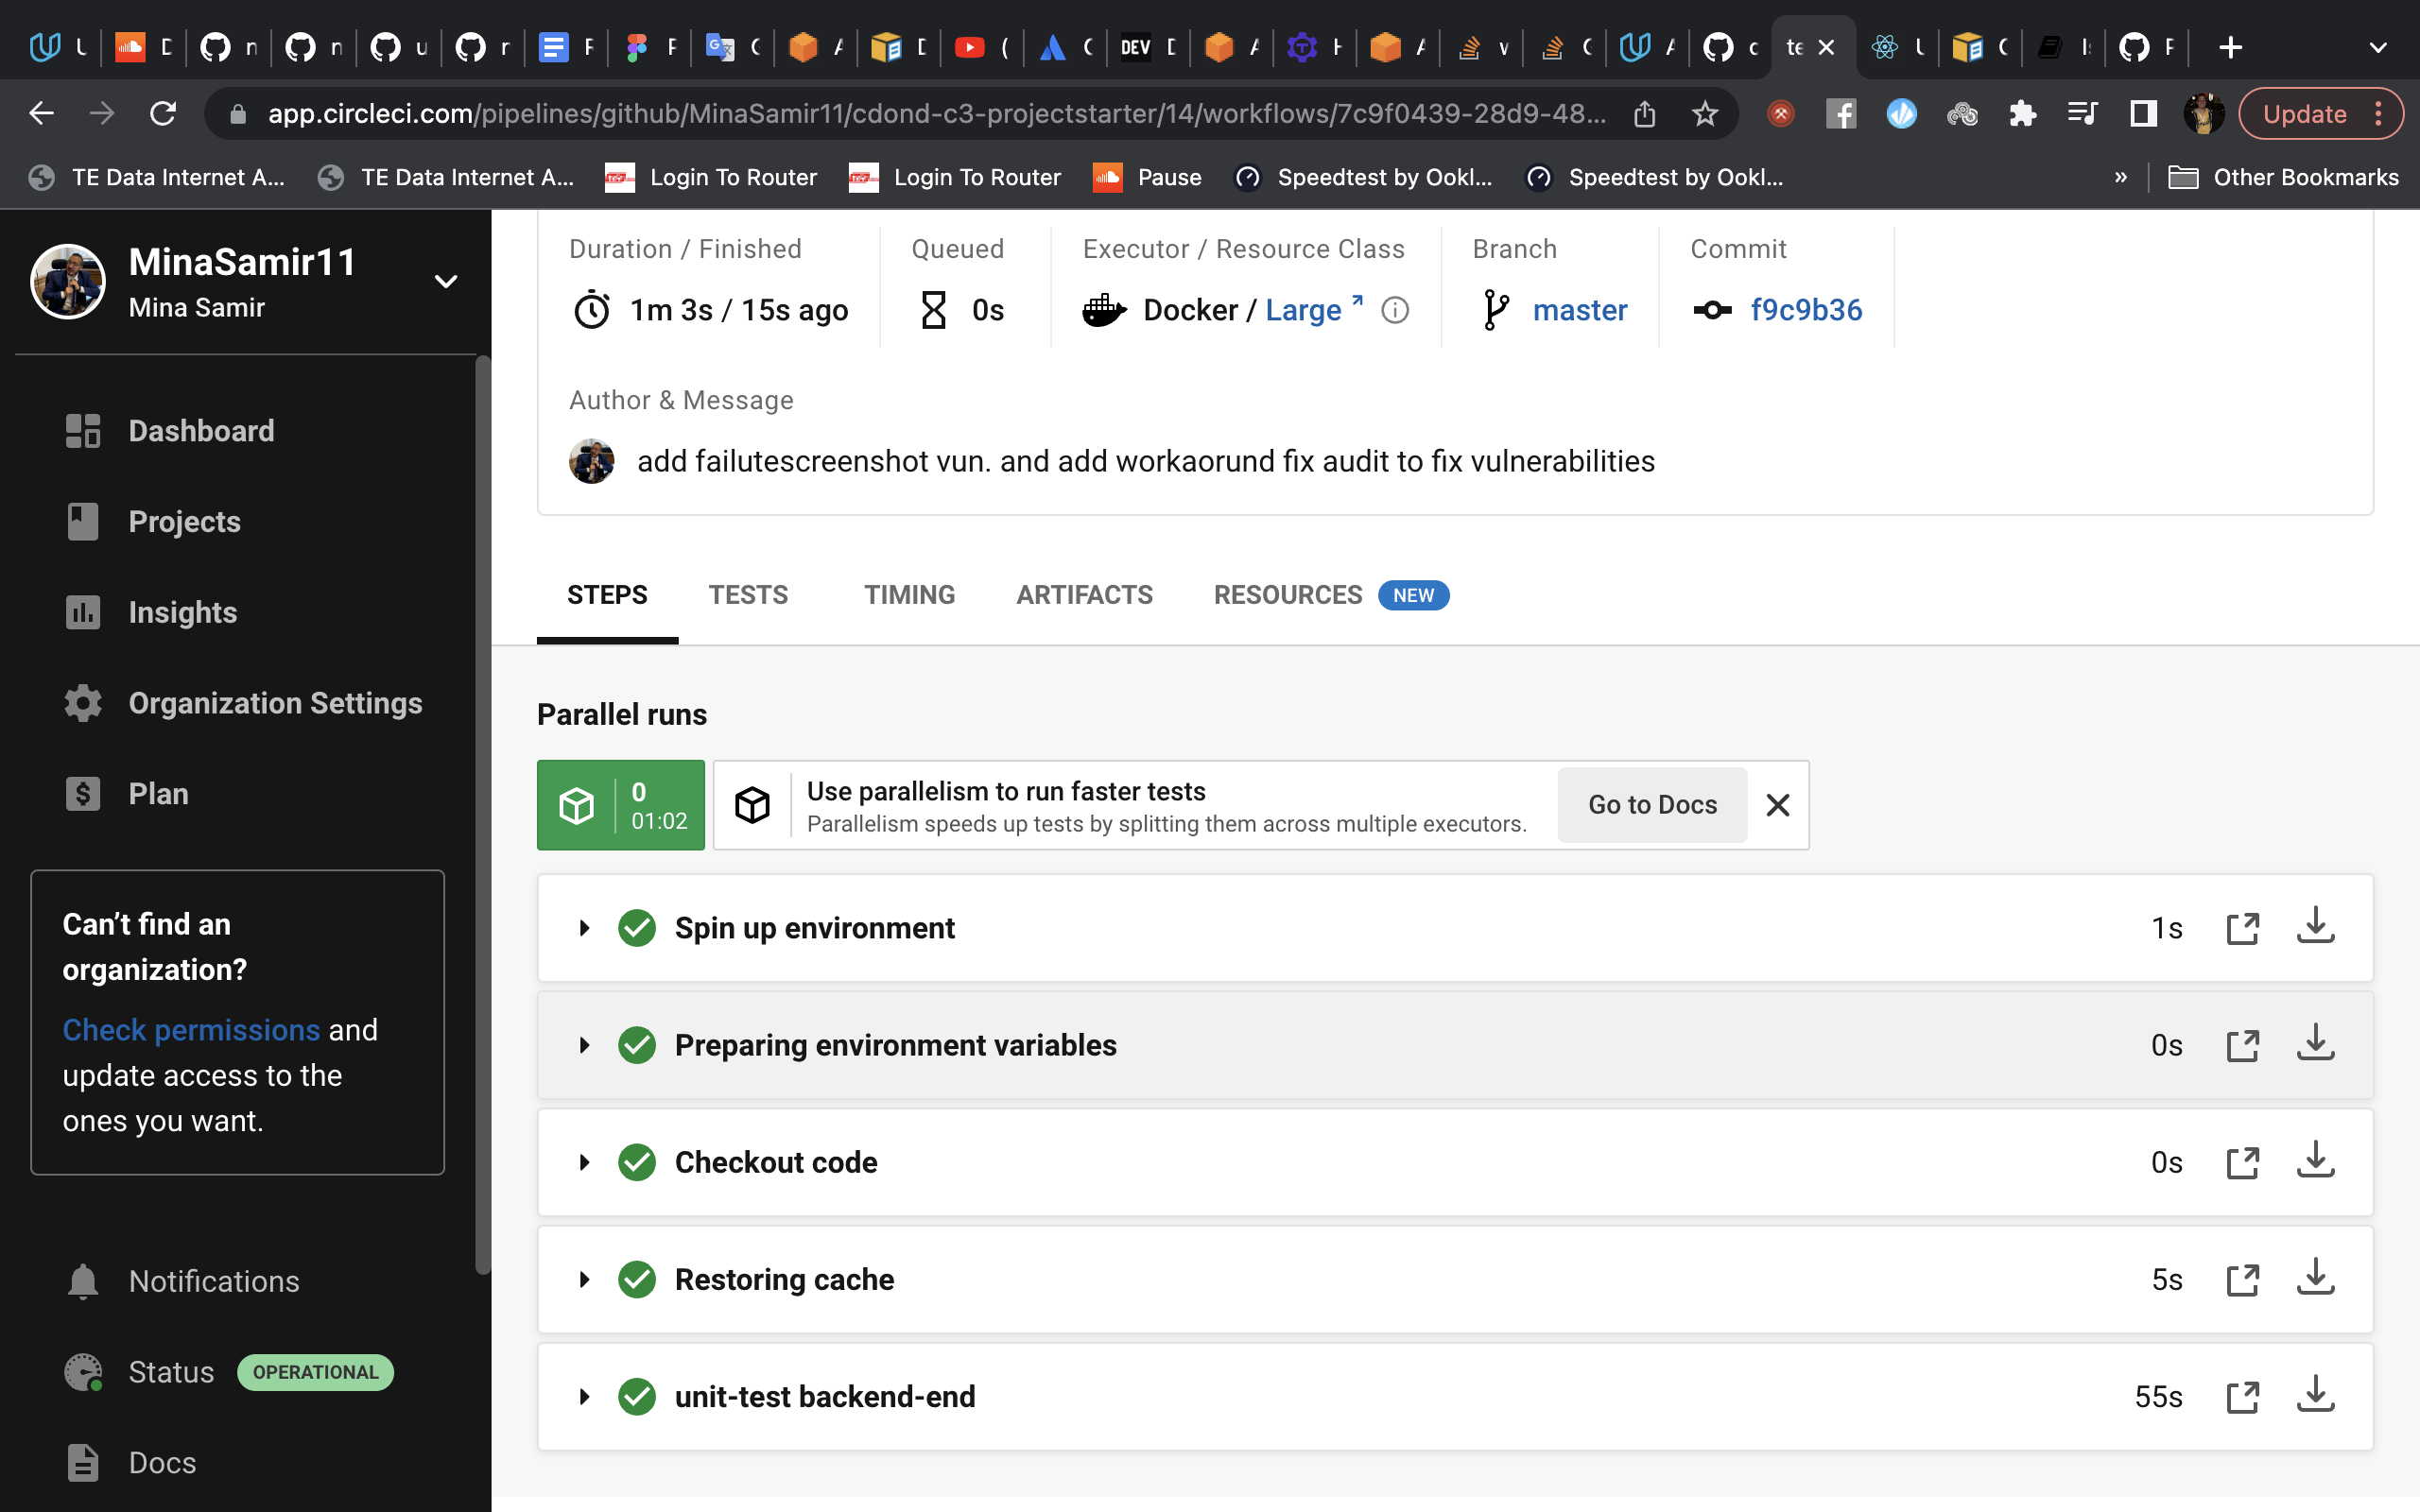 DEV
app.circleci.com/pipelines/github/MinaSamir11/cdond-c3-projectstarter/14/workflows/7c9f0439-28d9-48...
Update
TE Data Internet A...
TE Data Internet A...
Login To Router
Login To Router
Pause
Speedtest by Ookl...
Speedtest by Ookl...
»
Other Bookmarks
MinaSamir11
Mina Samir
Dashboard
Projects
Insights
Organization Settings
Plan
Can't find an
organization?
Check permissions and
update access to the
ones you want.
Notifications
Status OPERATIONAL
Docs
Duration / Finished
1m 3s / 15s ago
Queued
0s
Executor / Resource Class
Docker / Large
Branch
master
Commit
f9c9b36
Author & Message
add failutescreenshot vun. and add workaorund fix audit to fix vulnerabilities
STEPS
TESTS
TIMING
ARTIFACTS
RESOURCES NEW
Parallel runs
0
01:02
Use parallelism to run faster tests
Parallelism speeds up tests by splitting them across multiple executors.
Go to Docs
Spin up environment 1s
Preparing environment variables 0s
Checkout code 0s
Restoring cache 5s
unit-test backend-end 55s